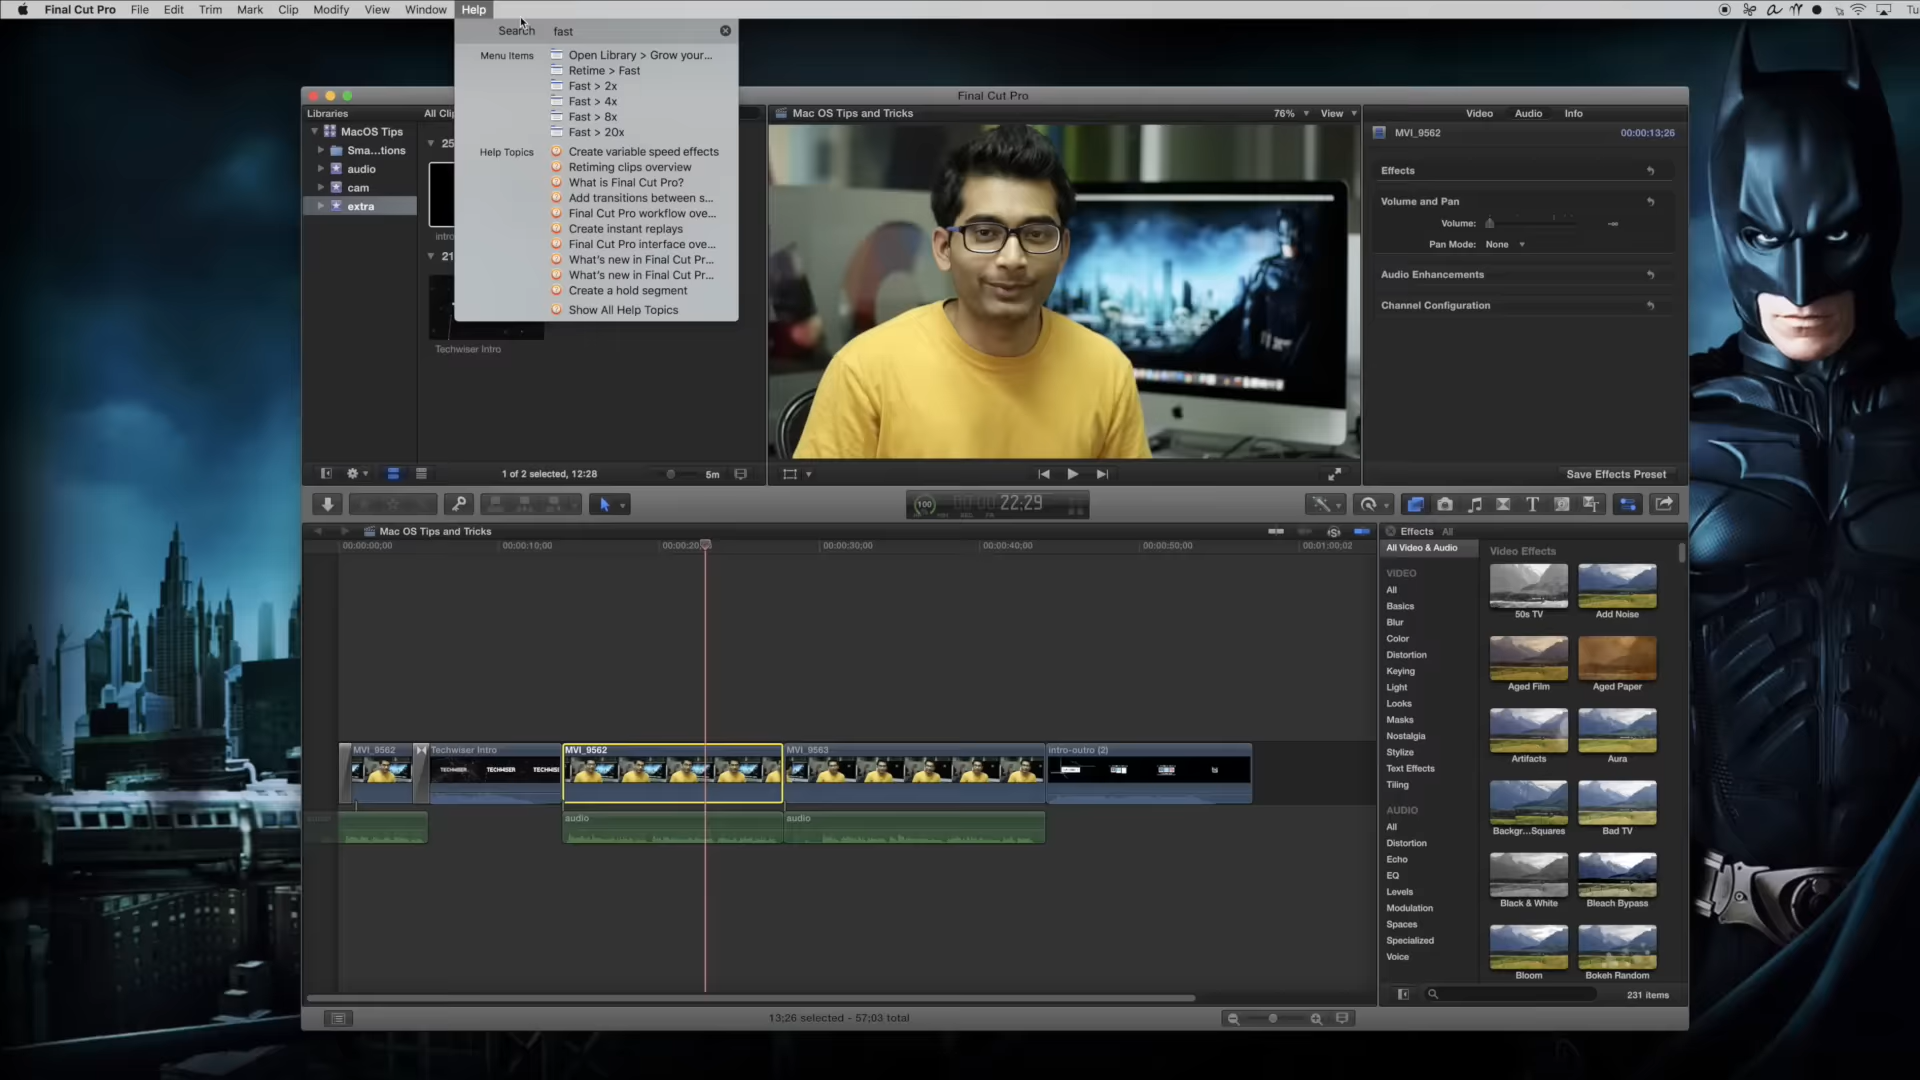 Final Cut Pro File Edit Trim Mark Clip Modify View Window Help
Tu
Search fast
Menu Items
Open Library > Grow your...
Retime > Fast
Fast > 2x
Fast > 4x
Fast > 8x
Fast > 20x
Help Topics
Create variable speed effects
Retiming clips overview
What is Final Cut Pro?
Add transitions between s...
Final Cut Pro workflow ove...
Create instant replays
Final Cut Pro interface ove...
What's new in Final Cut Pr...
What's new in Final Cut Pr...
Create a hold segment
Show All Help Topics
Final Cut Pro
Libraries
All Cli
MacOS Tips
Sma...tions
audio
cam
extra
25
intro
21
Techwiser Intro
1 of 2 selected, 12:28
5m
Mac OS Tips and Tricks
76%
View
Video Audio Info
MVI_9562
00:00:13;26
Effects
Volume and Pan
Volume:
Pan Mode: None
Audio Enhancements
Channel Configuration
Save Effects Preset
100
22:29
Mac OS Tips and Tricks
00:00:00;00
00:00:10;00
00:00:20
00:00:30;00
00:00:40;00
00:00:50;00
00:01:00;02
MVI_9562
Techwiser Intro
TECHWISER
TECHWISER
TECHWIS
MVI_9562
MVI_9563
intro-outro (2)
audio
audio
audio
13;26 selected - 57;03 total
Effects All
All Video & Audio
VIDEO
All
Basics
Blur
Color
Distortion
Keying
Light
Looks
Masks
Nostalgia
Stylize
Text Effects
Tiling
AUDIO
All
Distortion
Echo
EQ
Levels
Modulation
Spaces
Specialized
Voice
Video Effects
50s TV
Add Noise
Aged Film
Aged Paper
Artifacts
Aura
Backgr...Squares
Bad TV
Black & White
Bleach Bypass
Bloom
Bokeh Random
231 items